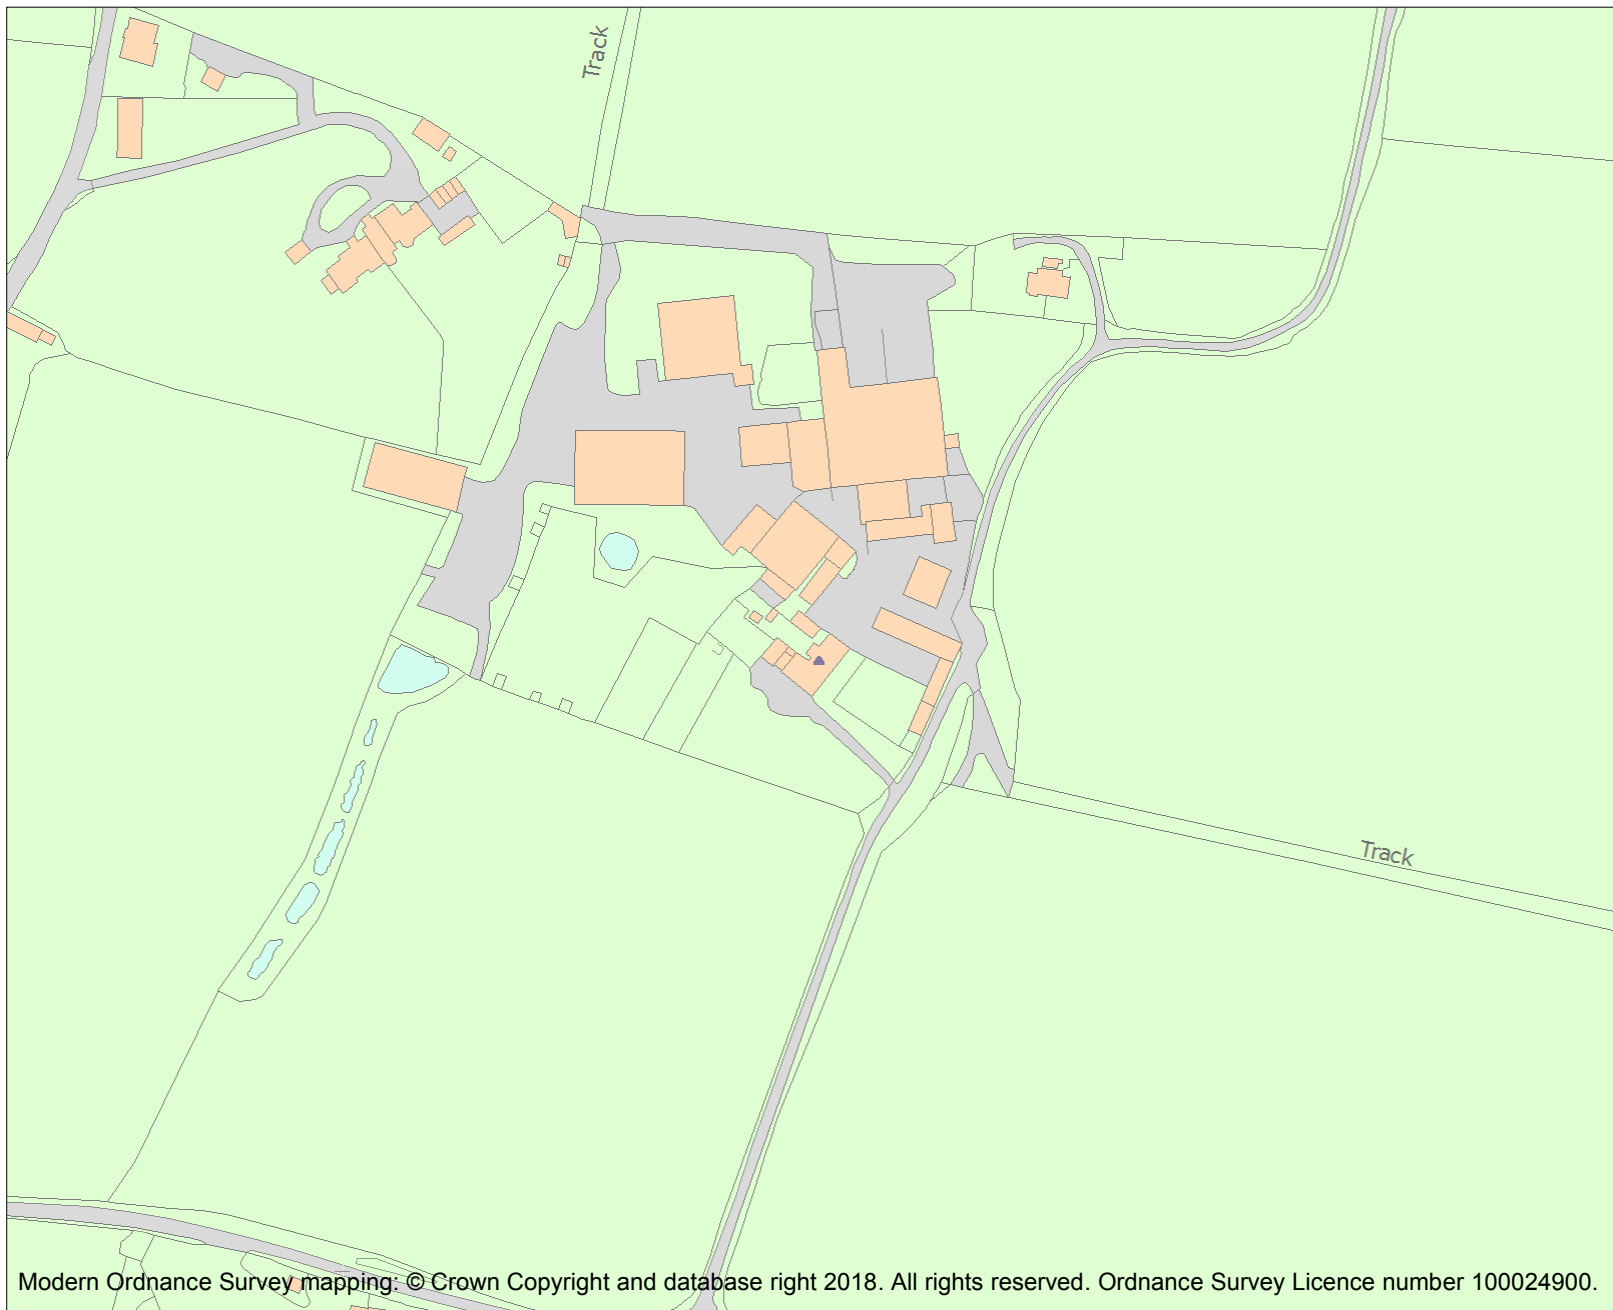 Track
Track
Modern Ordnance Survey mapping: © Crown Copyright and database right 2018. All rights reserved. Ordnance Survey Licence number 100024900.